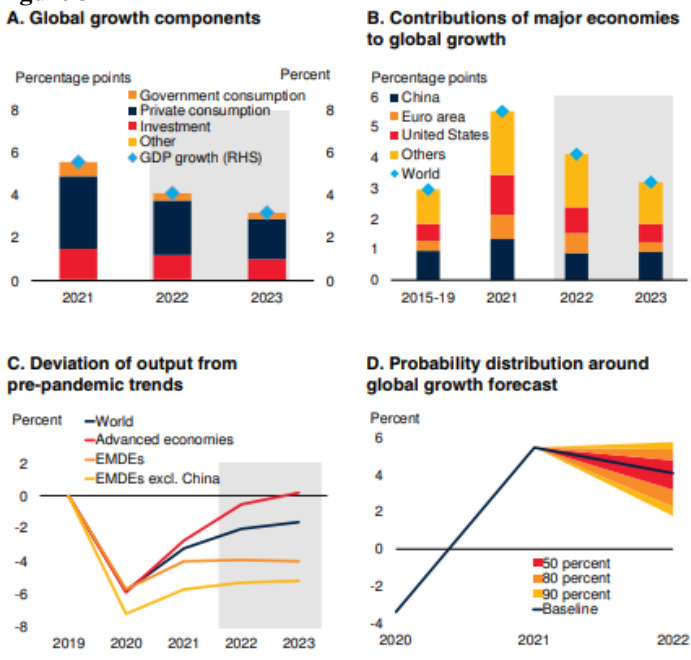 A. Global growth components
Percentage points
Percent
Government consumption
Private consumption
Investment
Other
GDP growth (RHS)
8
6
4
2
0
8
6
4
2
0
2021
2022
2023
B. Contributions of major economies
to global growth
Percentage points
China
Euro area
United States
Others
World
6
5
4
3
2
1
0
2015-19
2021
2022
2023
C. Deviation of output from
pre-pandemic trends
Percent
World
Advanced economies
EMDEs
EMDEs excl. China
2
0
-2
-4
-6
-8
2019
2020
2021
2022
2023
D. Probability distribution around
global growth forecast
Percent
6
4
2
0
-2
-4
50 percent
80 percent
90 percent
Baseline
2020
2021
2022